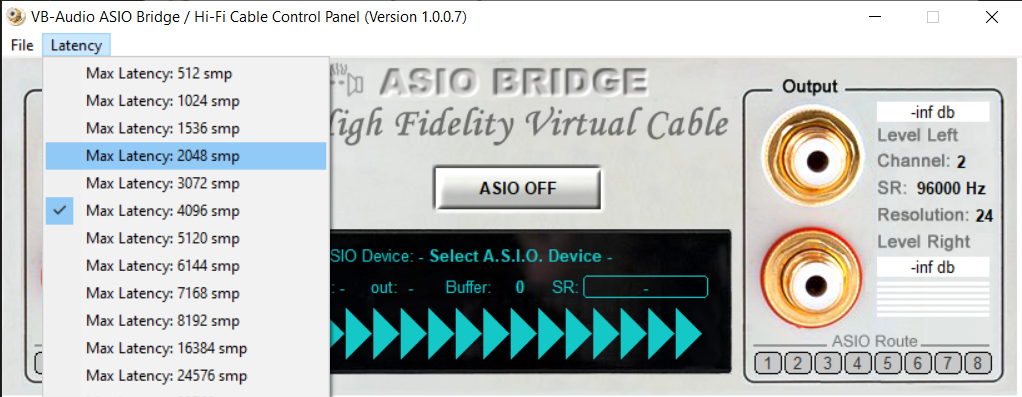 VB-Audio ASIO Bridge / Hi-Fi Cable Control Panel (Version 1.0.0.7)
File Latency
Max Latency: 512 smp
Max Latency: 1024 smp
Max Latency: 1536 smp
Max Latency: 2048 smp
Max Latency: 3072 smp
Max Latency: 4096 smp
Max Latency: 5120 smp
Max Latency: 6144 smp
Max Latency: 7168 smp
Max Latency: 8192 smp
Max Latency: 16384 smp
Max Latency: 24576 smp
ASIO BRIDGE
igh Fidelity Virtual Cable
ASIO OFF
SIO Device: - Select A.S.I.O. Device -
: - out: - Buffer: 0 SR: -
Output
-inf db
Level Left
Channel: 2
SR: 96000 Hz
Resolution: 24
Level Right
-inf db
ASIO Route
1 2 3 4 5 6 7 8